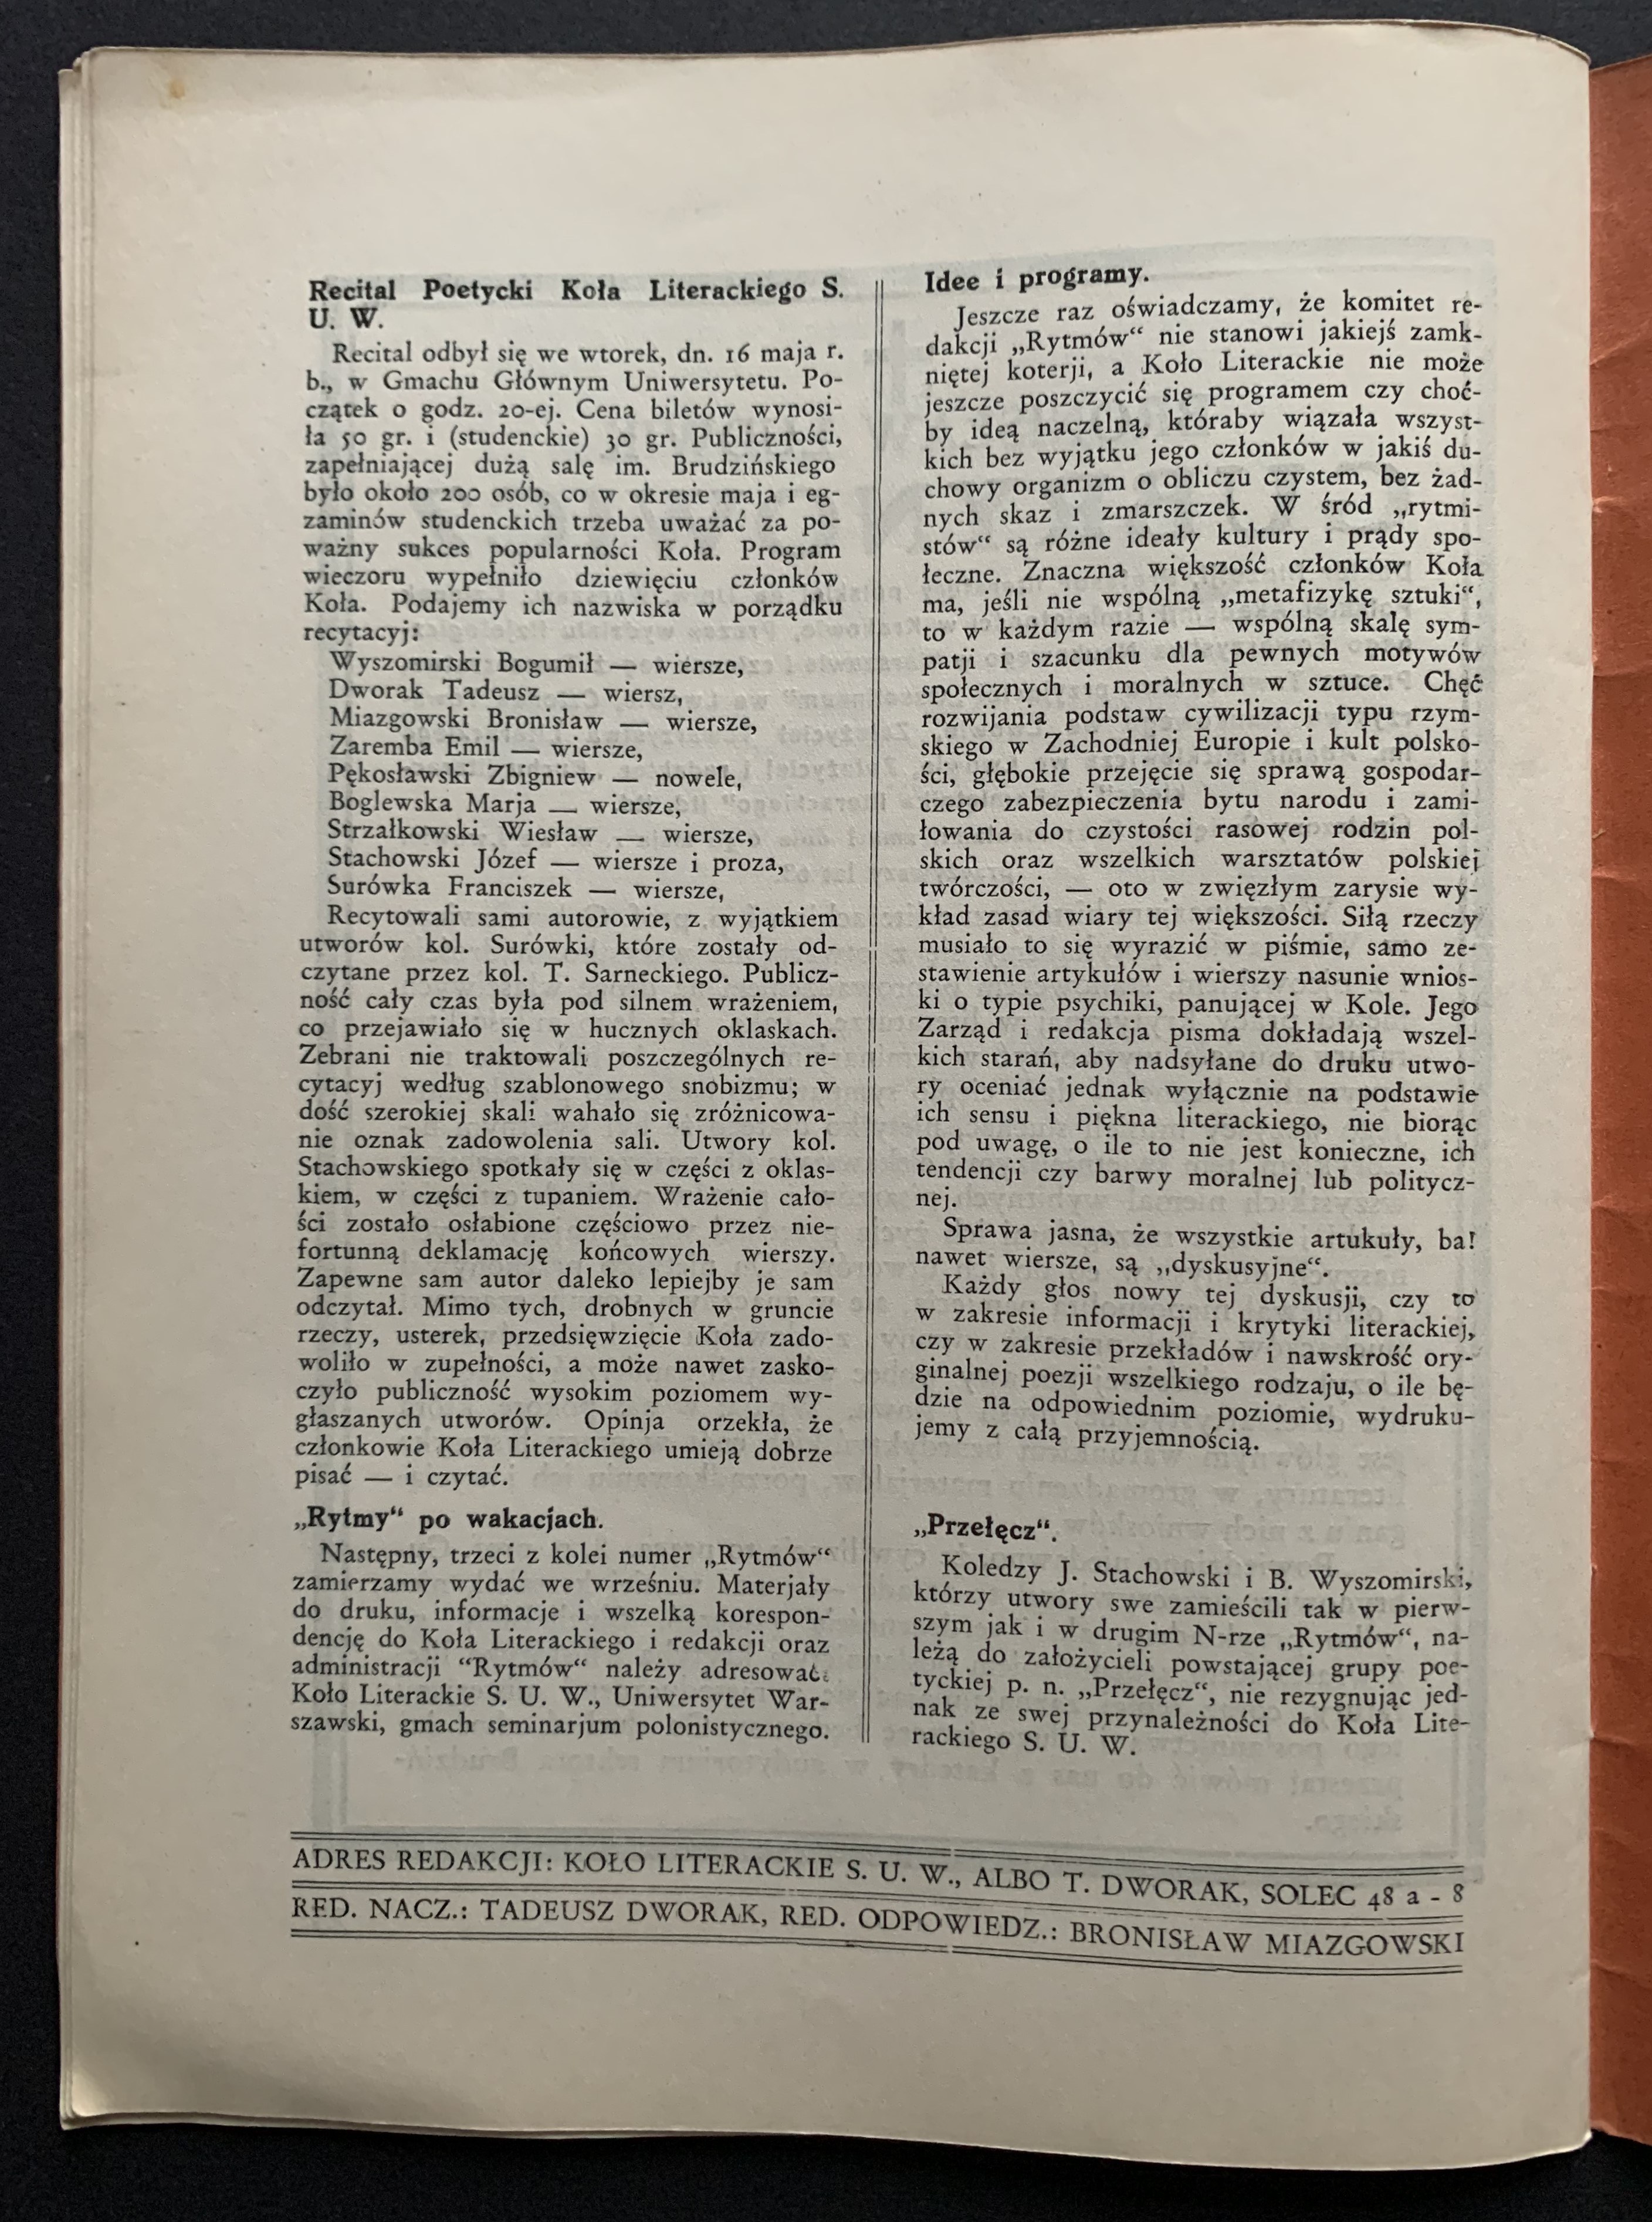 Recital Poetycki Koła Literackiego S.
U. W.
Recital odbył się we wtorek, dn. 16 maja r.
b., w Gmachu Głównym Uniwersytetu. Po-
czątek o godz. 20-ej. Cena biletów wynosi-
ła 50 gr. i (studenckie) 30 gr. Publiczności,
zapełniającej dużą salę im. Brudzińskiego
było około 200 osób, co w okresie maja i eg-
zaminów studenckich trzeba uważać za po-
ważny sukces popularności Koła. Program
wieczoru wypełniło dziewięciu członków
Koła. Podajemy ich nazwiska w porządku
recytacyj:
Wyszomirski Bogumił — wiersze,
Dworak Tadeusz — wiersz,
Miazgowski Bronisław — wiersze,
Zaremba Emil — wiersze,
Pękosławski Zbigniew — nowele,
Boglewska Marja — wiersze,
Strzałkowski Wiesław — wiersze,
Stachowski Józef — wiersze i proza,
Surówka Franciszek — wiersze,
Recytowali sami autorowie, z wyjątkiem
utworów kol. Surówki, które zostały od-
czytane przez kol. T. Sarneckiego. Publicz-
ność cały czas była pod silnem wrażeniem,
co przejawiało się w hucznych oklaskach.
Zebrani nie traktowali poszczególnych re-
cytacyj według szablonowego snobizmu; w
dość szerokiej skali wahało się zróżnicowa-
nie oznak zadowolenia sali. Utwory kol.
Stachowskiego spotkały się w części z oklas-
kiem, w części z tupaniem. Wrażenie cało-
ści zostało osłabione częściowo przez nie-
fortunną deklamację końcowych wierszy.
Zapewne sam autor daleko lepiejby je sam
odczytał. Mimo tych, drobnych w gruncie
rzeczy, usterek, przedsięwzięcie Koła zado-
woliło w zupełności, a może nawet zasko-
czyło publiczność wysokim poziomem wy-
głaszanych utworów. Opinja orzekła, że
członkowie Koła Literackiego umieją dobrze
pisać — i czytać.
„Rytmy“ po wakacjach.
Następny, trzeci z kolei numer „Rytmów“
zamierzamy wydać we wrześniu. Materjały
do druku, informacje i wszelką korespon-
dencję do Koła Literackiego i redakcji oraz
administracji “Rytmów“ należy adresować:
Koło Literackie S. U. W., Uniwersytet War-
szawski, gmach seminarjum polonistycznego.
Idee i programy.
Jeszcze raz oświadczamy, że komitet re-
dakcji „Rytmów“ nie stanowi jakiejś zamk-
niętej koterji, a Koło Literackie nie może
jeszcze poszczycić się programem czy choć-
by ideą naczelną, któraby wiązała wszyst-
kich bez wyjątku jego członków w jakiś du-
chowy organizm o obliczu czystem, bez żad-
nych skaz i zmarszczek. W śród „rytmi-
stów“ są różne ideały kultury i prądy spo-
łeczne. Znaczna większość członków Koła
ma, jeśli nie wspólną „metafizykę sztuki“,
to w każdym razie — wspólną skalę sym-
patji i szacunku dla pewnych motywów
społecznych i moralnych w sztuce. Chęć
rozwijania podstaw cywilizacji typu rzym-
skiego w Zachodniej Europie i kult polsko-
ści, głębokie przejęcie się sprawą gospodar-
czego zabezpieczenia bytu narodu i zami-
łowania do czystości rasowej rodzin pol-
skich oraz wszelkich warsztatów polskiej
twórczości, — oto w zwięzłym zarysie wy-
kład zasad wiary tej większości. Siłą rzeczy
musiało to się wyrazić w piśmie, samo ze-
stawienie artykułów i wierszy nasunie wnios-
ki o typie psychiki, panującej w Kole. Jego
Zarząd i redakcja pisma dokładają wszel-
kich starań, aby nadsyłane do druku utwo-
ry oceniać jednak wyłącznie na podstawie
ich sensu i piękna literackiego, nie biorąc
pod uwagę, o ile to nie jest konieczne, ich
tendencji czy barwy moralnej lub politycz-
nej.
Sprawa jasna, że wszystkie artukuły, ba!
nawet wiersze, są „dyskusyjne“.
Każdy głos nowy tej dyskusji, czy to
w zakresie informacji i krytyki literackiej,
czy w zakresie przekładów i nawskrość ory-
ginalnej poezji wszelkiego rodzaju, o ile bę-
dzie na odpowiednim poziomie, wydruku-
jemy z całą przyjemnością.
„Przełęcz“.
Koledzy J. Stachowski i B. Wyszomirski,
którzy utwory swe zamieścili tak w pierw-
szym jak i w drugim N-rze „Rytmów“, na-
leżą do założycieli powstającej grupy poe-
tyckiej p. n. „Przełęcz“, nie rezygnując jed-
nak ze swej przynależności do Koła Lite-
rackiego S. U. W.
ADRES REDAKCJI: KOŁO LITERACKIE S. U. W., ALBO T. DWORAK, SOLEC 48 a - 8
RED. NACZ.: TADEUSZ DWORAK, RED. ODPOWIEDZ.: BRONISŁAW MIAZGOWSKI